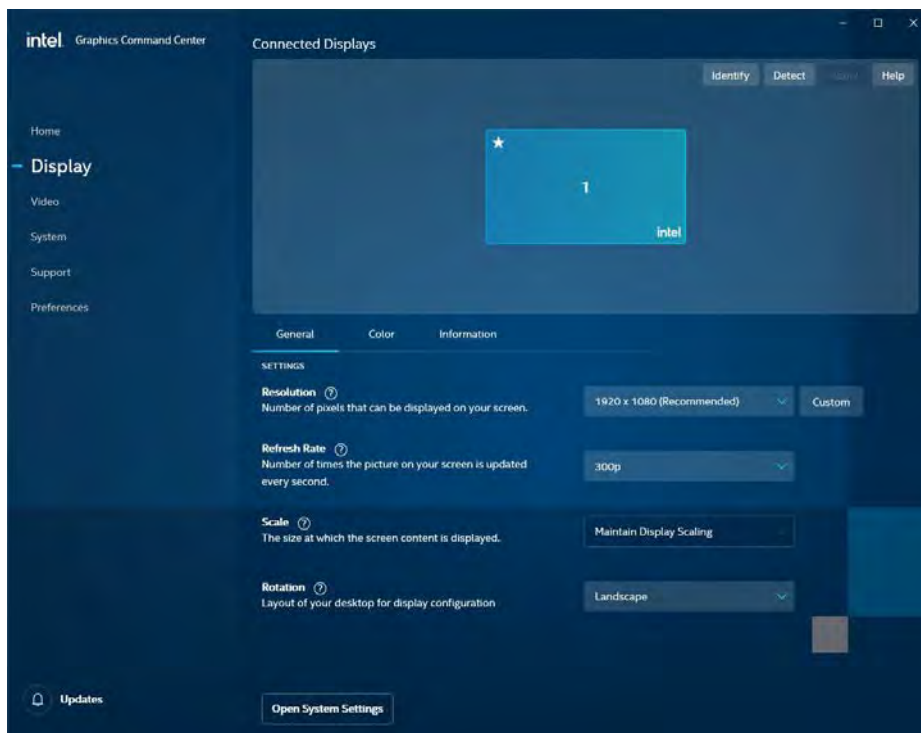 intel. Graphics Command Center
Connected Displays
Identify Detect Help
Home
Display
Video
System
Support
Preferences
1
intel
General Color Information
SETTINGS
Resolution ?
Number of pixels that can be displayed on your screen.
1920 x 1080 (Recommended)
Custom
Refresh Rate ?
Number of times the picture on your screen is updated
every second.
300p
Scale ?
The size at which the screen content is displayed.
Maintain Display Scaling
Rotation ?
Layout of your desktop for display configuration
Landscape
Updates
Open System Settings